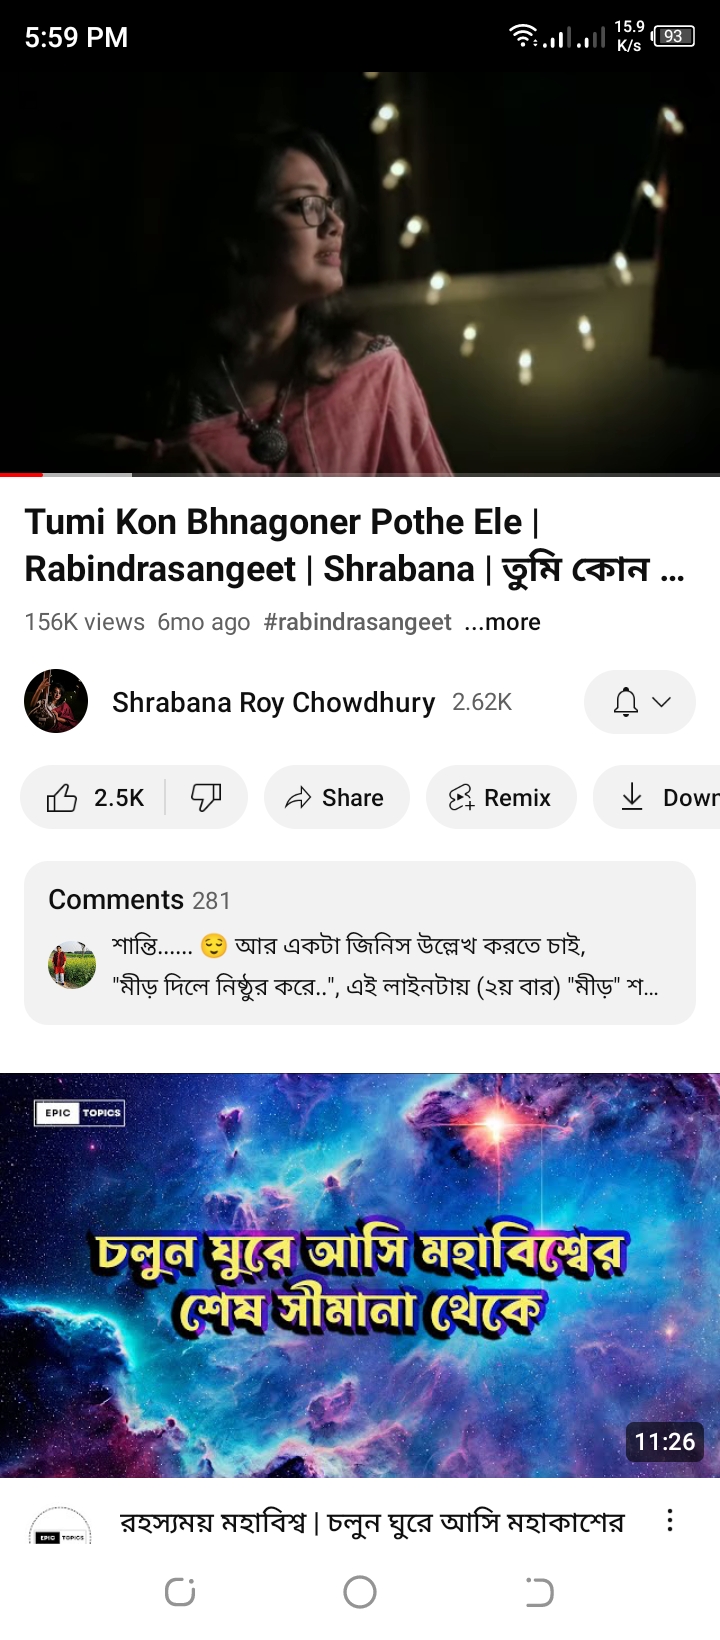 5:59 PM
15.9
K/s
93
Tumi Kon Bhnagoner Pothe Ele |
Rabindrasangeet | Shrabana | তুমি কোন ...
156K views 6mo ago #rabindrasangeet ...more
Shrabana Roy Chowdhury 2.62K
2.5K Share Remix Down
Comments 281
শান্তি...... 😌 আর একটা জিনিস উল্লেখ করতে চাই,
"মীড় দিলে নিষ্ঠুর করে..", এই লাইনটায় (২য় বার) "মীড়" শ...
EPIC TOPICS
চলুন ঘুরে আসি মহাবিশ্বের
শেষ সীমানা থেকে
11:26
রহস্যময় মহাবিশ্ব | চলুন ঘুরে আসি মহাকাশের
EPIC TOPICS